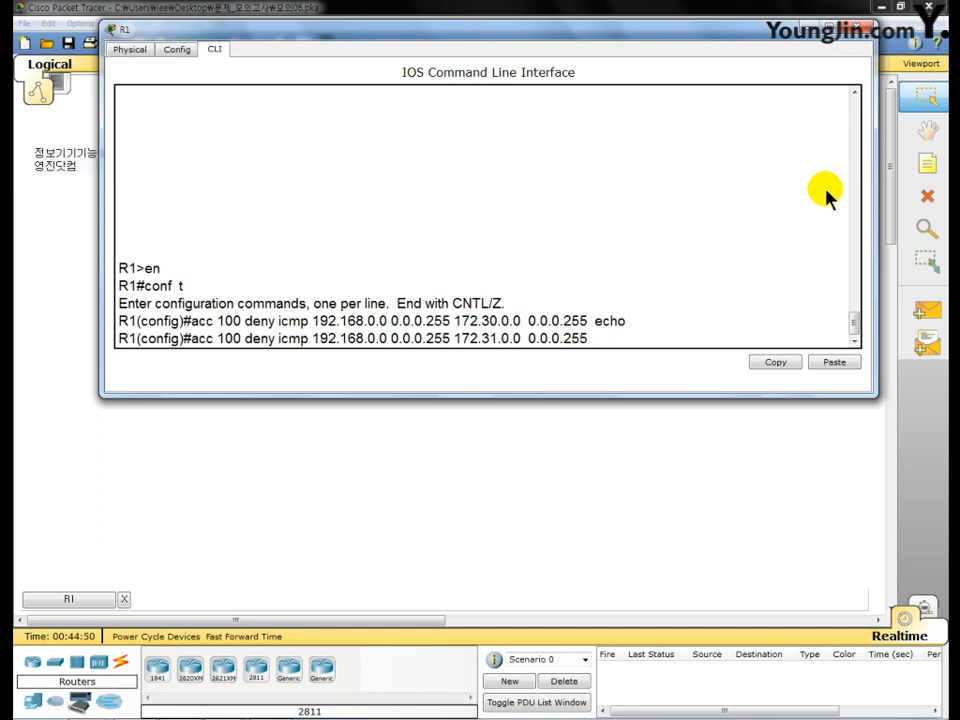 Cisco Packet Tracer - C:\Users\lee\Desktop\문제_모의고사\모의06.pka
YoungJin.com Y.
File Edit Options
R1
Physical Config CLI
Logical
Viewport
IOS Command Line Interface
정보기기기능
영진닷컴
R1>en
R1#conf t
Enter configuration commands, one per line. End with CNTL/Z.
R1(config)#acc 100 deny icmp 192.168.0.0 0.0.0.255 172.30.0.0 0.0.0.255 echo
R1(config)#acc 100 deny icmp 192.168.0.0 0.0.0.255 172.31.0.0 0.0.0.255
Copy Paste
R1 X
Time: 00:44:50 Power Cycle Devices Fast Forward Time
Realtime
Scenario 0
Fire Last Status Source Destination Type Color Time (sec) Per
1841 2620XM 2621XM 2811 Generic Generic
Routers
New Delete
Toggle PDU List Window
2811